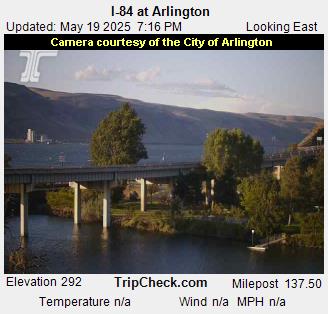 I-84 at Arlington
Updated: May 19 2025 7:16 PM Looking East
Camera courtesy of the City of Arlington
Elevation 292 TripCheck.com Milepost 137.50
Temperature n/a Wind n/a MPH n/a